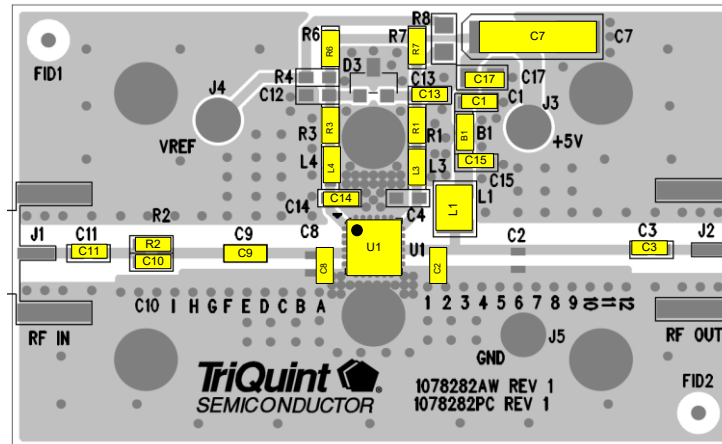 R8
R6
R6
R7
R7
C7
C7
FID1
D3
R4
C13
C17
C17
J4
C12
C13
C1
C1
J3
VREF
R3
R3
R1
R1
B1
B1
+5V
L4
L4
L3
L3
C15
C15
C14
C14
C4
L1
L1
J1
C11
C11
R2
R2
C10
C9
C9
C8
C8
U1
U1
C2
C2
C3
C3
J2
C10 I H G F E D C B A
1 2 3 4 5 6 7 8 9 10 11 12
RF IN
J5
GND
RF OUT
TriQuint
SEMICONDUCTOR
1078282AW REV 1
1078282PC REV 1
FID2